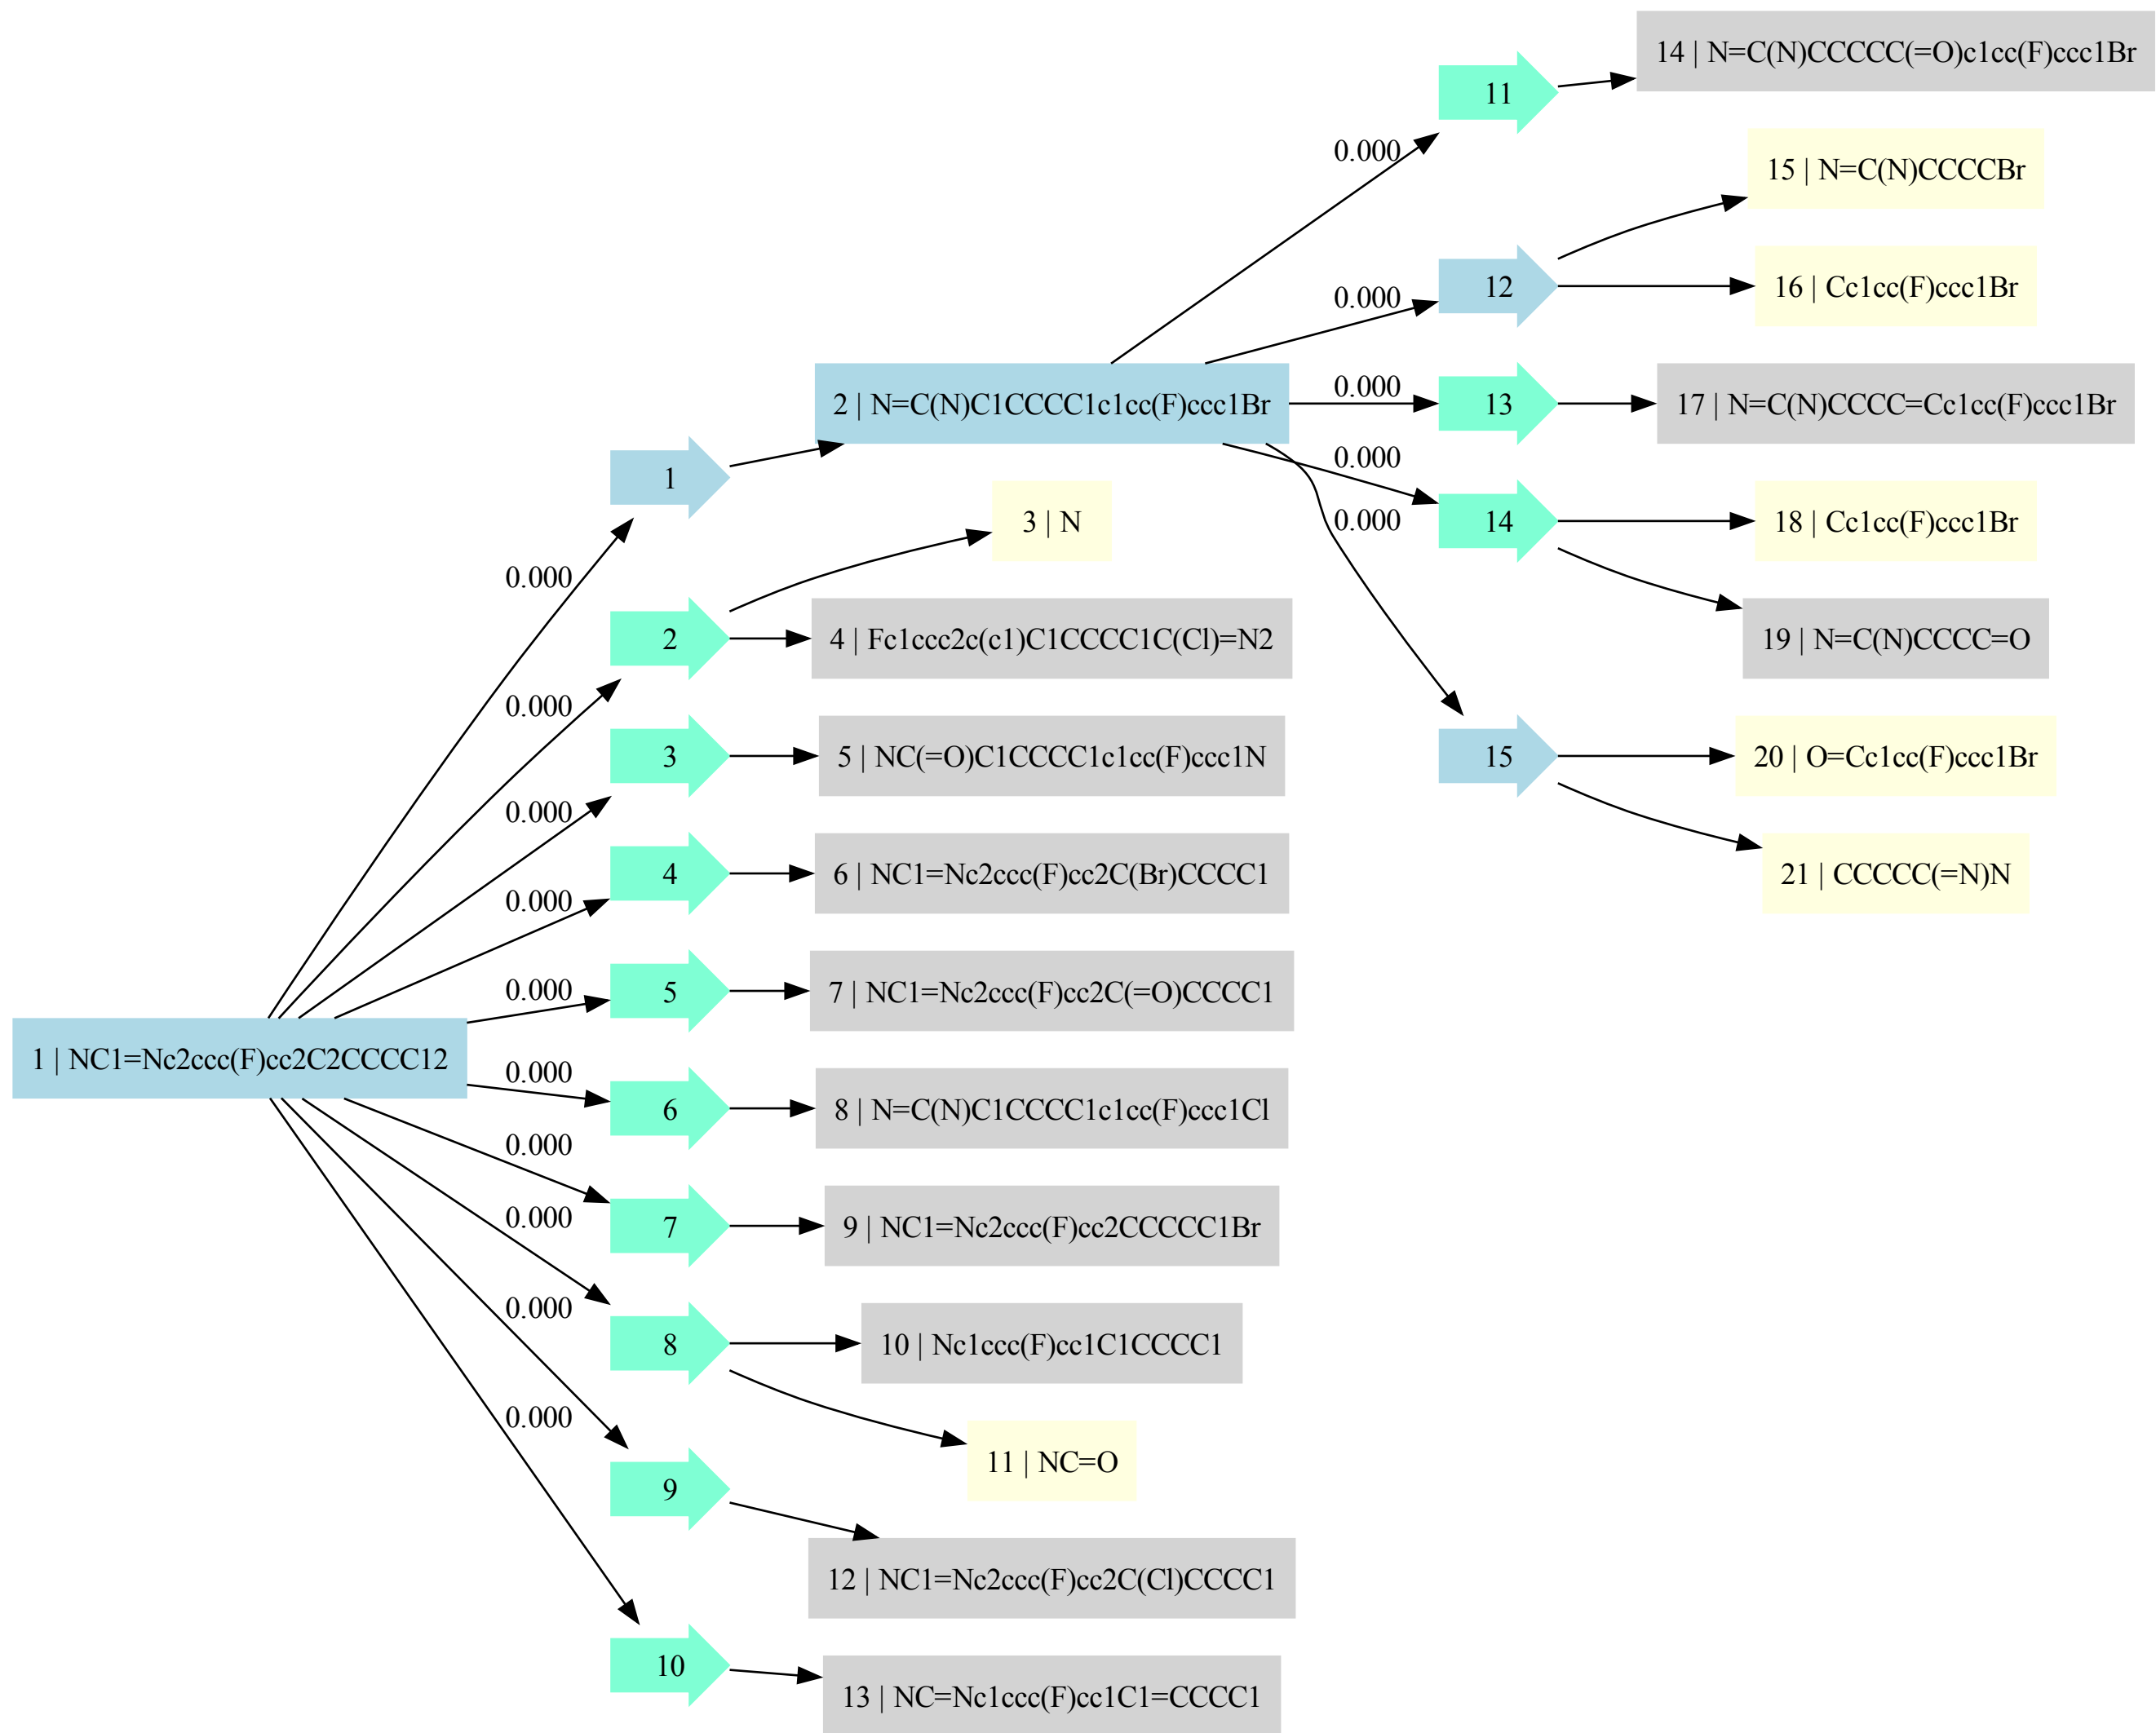 14 | N=C(N)CCCCC(=O)c1cc(F)ccc1Br
11
0.000
15 | N=C(N)CCCCBr
12
0.000
16 | Cc1cc(F)ccc1Br
2 | N=C(N)C1CCCC1c1cc(F)ccc1Br
0.000
13
17 | N=C(N)CCCC=Cc1cc(F)ccc1Br
0.000
1
3 | N
0.000
14
18 | Cc1cc(F)ccc1Br
0.000
2
4 | Fc1ccc2c(c1)C1CCCC1C(Cl)=N2
19 | N=C(N)CCCC=O
0.000
3
5 | NC(=O)C1CCCC1c1cc(F)ccc1N
15
20 | O=Cc1cc(F)ccc1Br
0.000
4
6 | NC1=Nc2ccc(F)cc2C(Br)CCCC1
21 | CCCCC(=N)N
0.000
0.000
5
7 | NC1=Nc2ccc(F)cc2C(=O)CCCC1
1 | NC1=Nc2ccc(F)cc2C2CCCC12
0.000
6
8 | N=C(N)C1CCCC1c1cc(F)ccc1Cl
0.000
7
9 | NC1=Nc2ccc(F)cc2CCCCC1Br
0.000
8
10 | Nc1ccc(F)cc1C1CCCC1
0.000
11 | NC=O
0.000
9
12 | NC1=Nc2ccc(F)cc2C(Cl)CCCC1
10
13 | NC=Nc1ccc(F)cc1C1=CCCC1